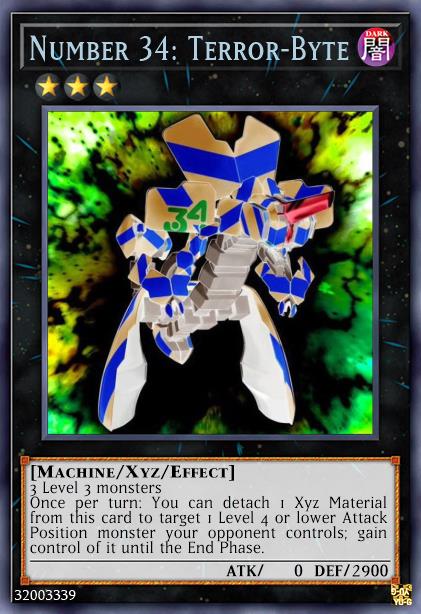 Number 34: Terror-Byte
DARK
闇
34
[Machine/Xyz/Effect]
3 Level 3 monsters
Once per turn: You can detach 1 Xyz Material
from this card to target 1 Level 4 or lower Attack
Position monster your opponent controls; gain
control of it until the End Phase.
ATK/ 0 DEF/2900
32003339